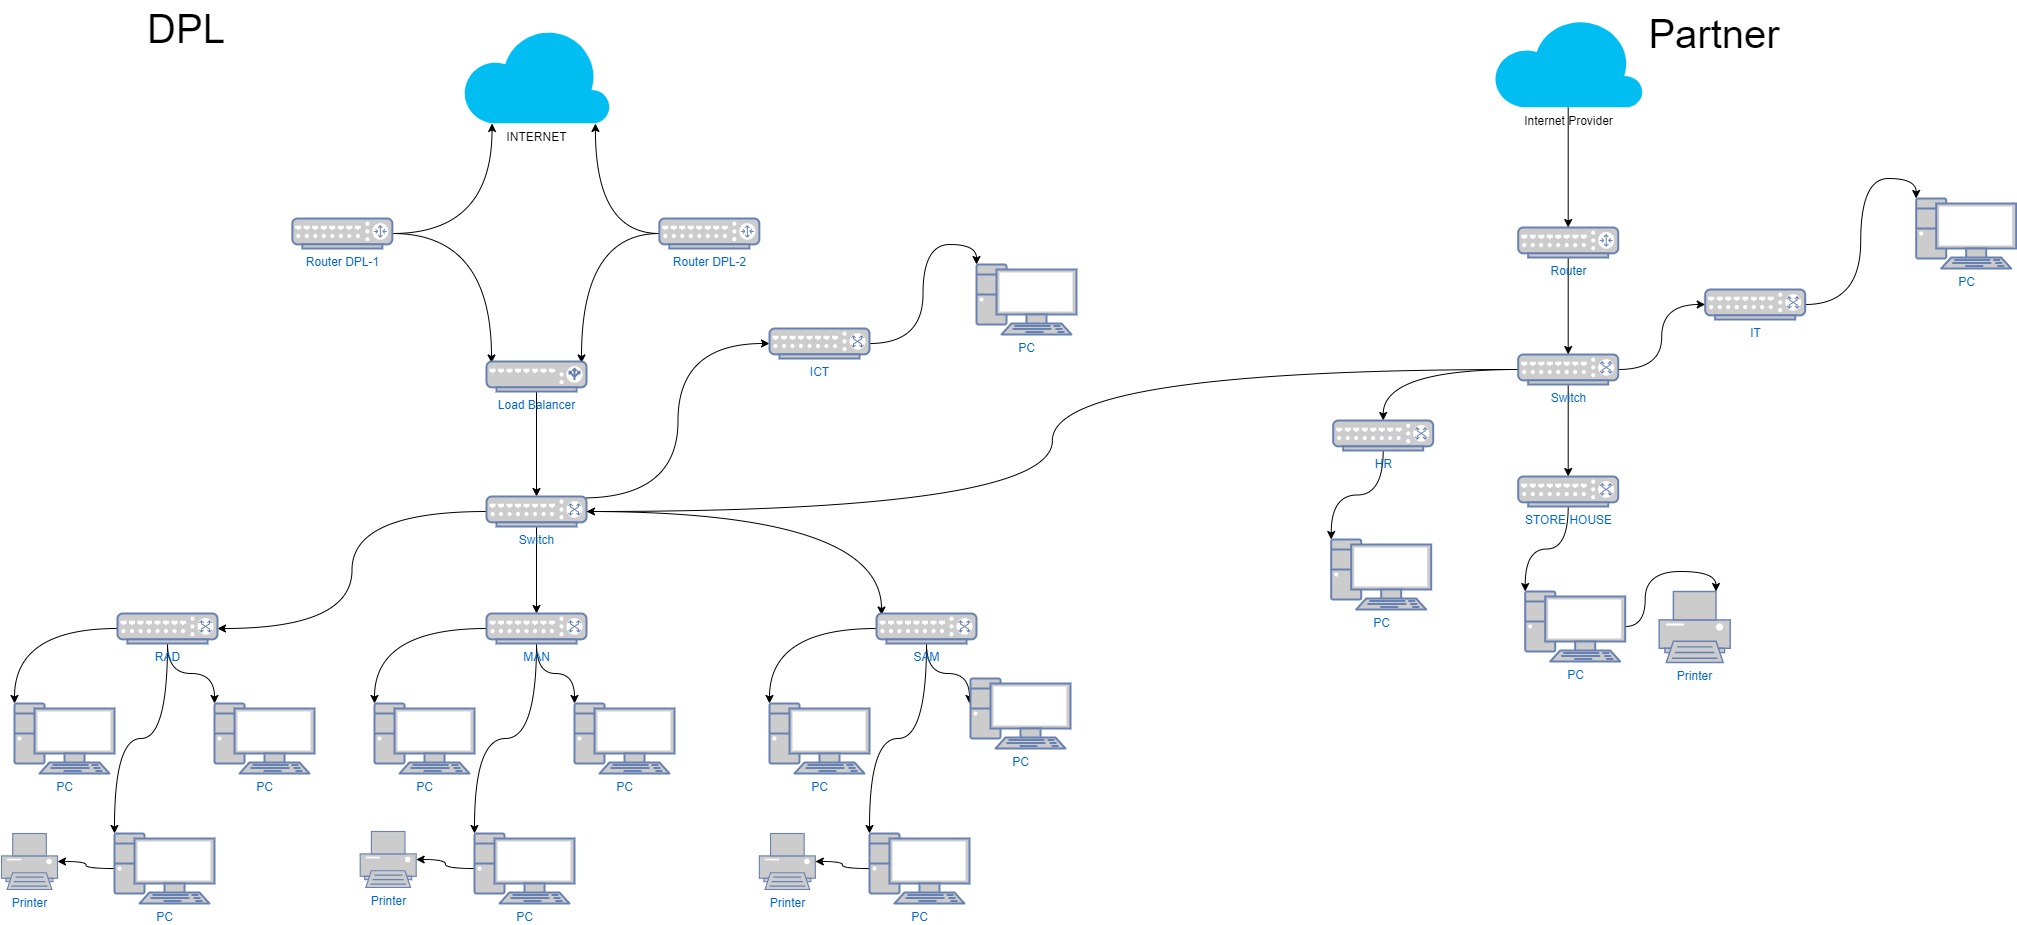 DPL
Partner
INTERNET
Internet Provider
Router DPL-1
Router DPL-2
Router
PC
PC
ICT
IT
Load Balancer
Switch
HR
STORE HOUSE
Switch
PC
RAD
MAN
SAM
PC
Printer
PC
PC
PC
PC
PC
PC
Printer
PC
Printer
PC
Printer
PC